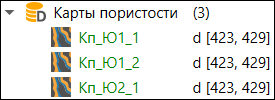 Карты пористости (3)
Кп_Ю1_1 d [423, 429]
Кп_Ю1_2 d [423, 429]
Кп_Ю2_1 d [423, 429]